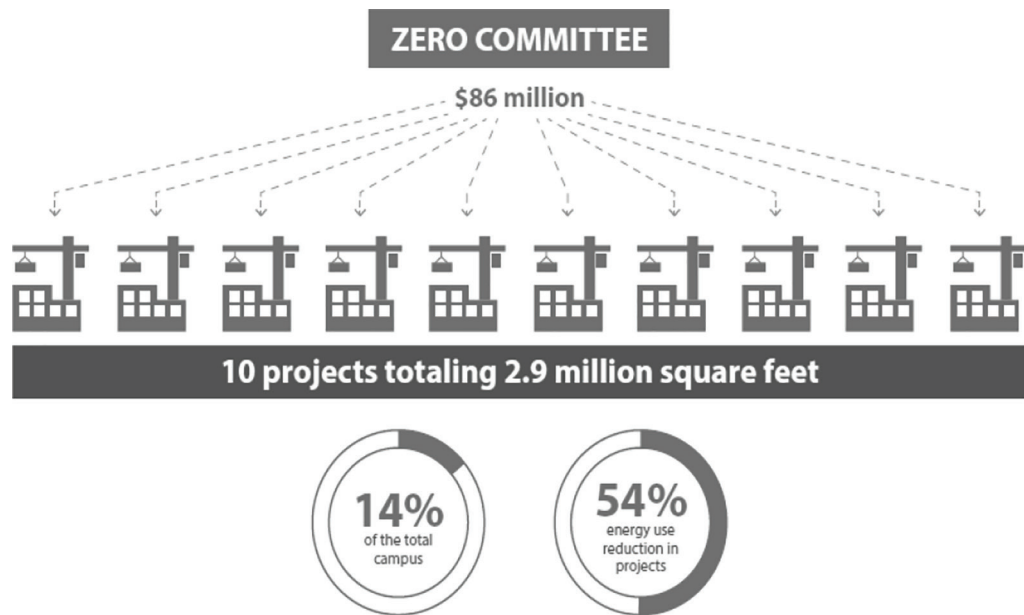 ZERO COMMITTEE
$86 million
10 projects totaling 2.9 million square feet
14%
of the total
campus
54%
energy use
reduction in
projects